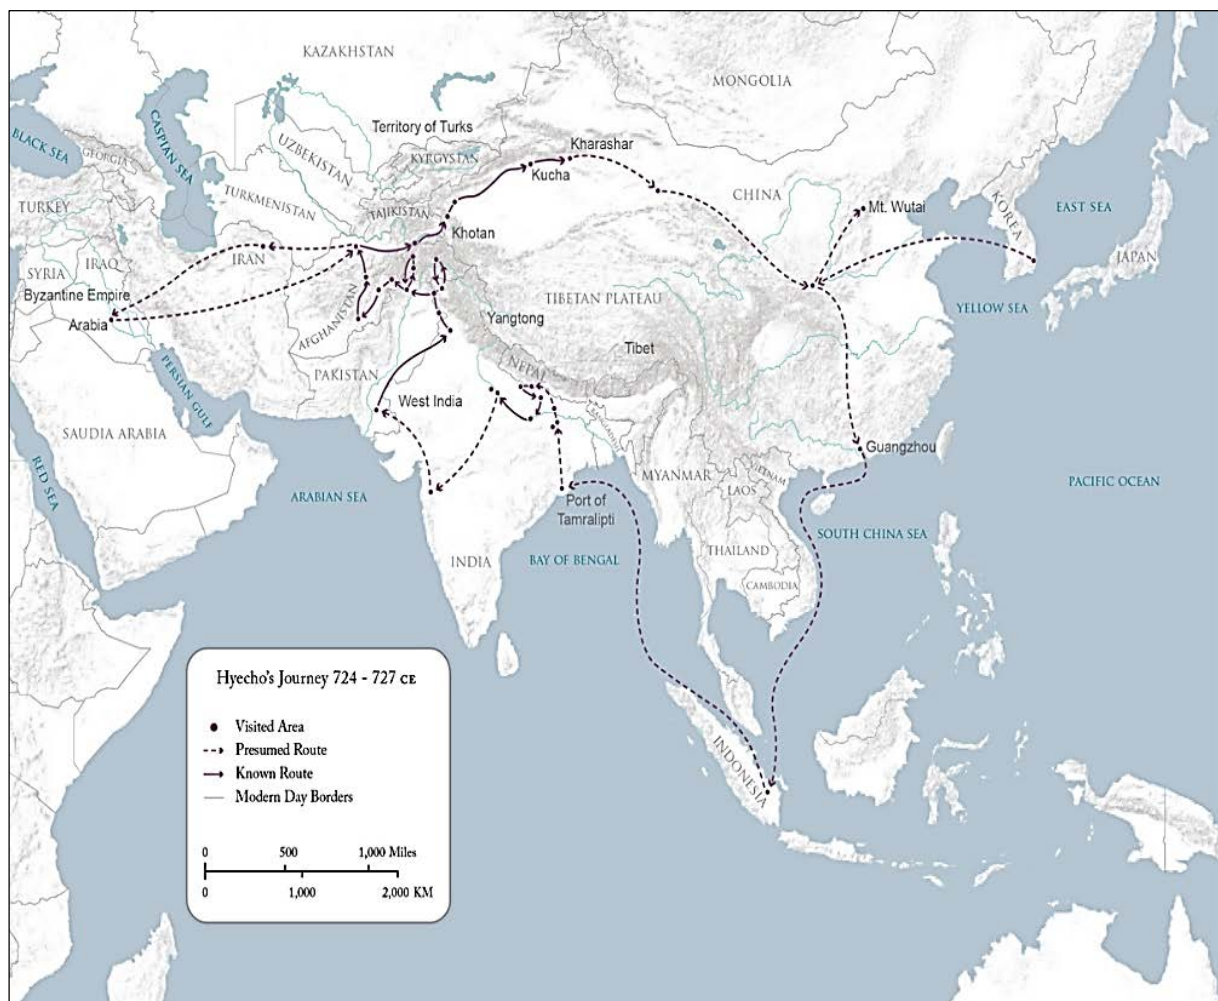 KAZAKHSTAN
MONGOLIA
Territory of Turks
Kharashar
BLACK SEA
CASPIAN SEA
GEORGIA
UZBEKISTAN
KYRGYSTAN
Kucha
TURKMENISTAN
TAJIKISTAN
CHINA
Mt. Wutai
KOREA
EAST SEA
TURKEY
Khotan
SYRIA
IRAQ
IRAN
JAPAN
Byzantine Empire
TIBETAN PLATEAU
YELLOW SEA
Arabia
AFGHANISTAN
Yangtong
Tibet
NEPAL
PAKISTAN
PERSIAN GULF
West India
BANGLADESH
SAUDIA ARABIA
Guangzhou
RED SEA
MYANMAR
VIETNAM
LAOS
ARABIAN SEA
Port of
Tamralipti
PACIFIC OCEAN
SOUTH CHINA SEA
INDIA
BAY OF BENGAL
THAILAND
CAMBODIA
INDONESIA
Hyecho's Journey 724 - 727 CE
Visited Area
Presumed Route
Known Route
Modern Day Borders
0 500 1,000 Miles
0 1,000 2,000 KM